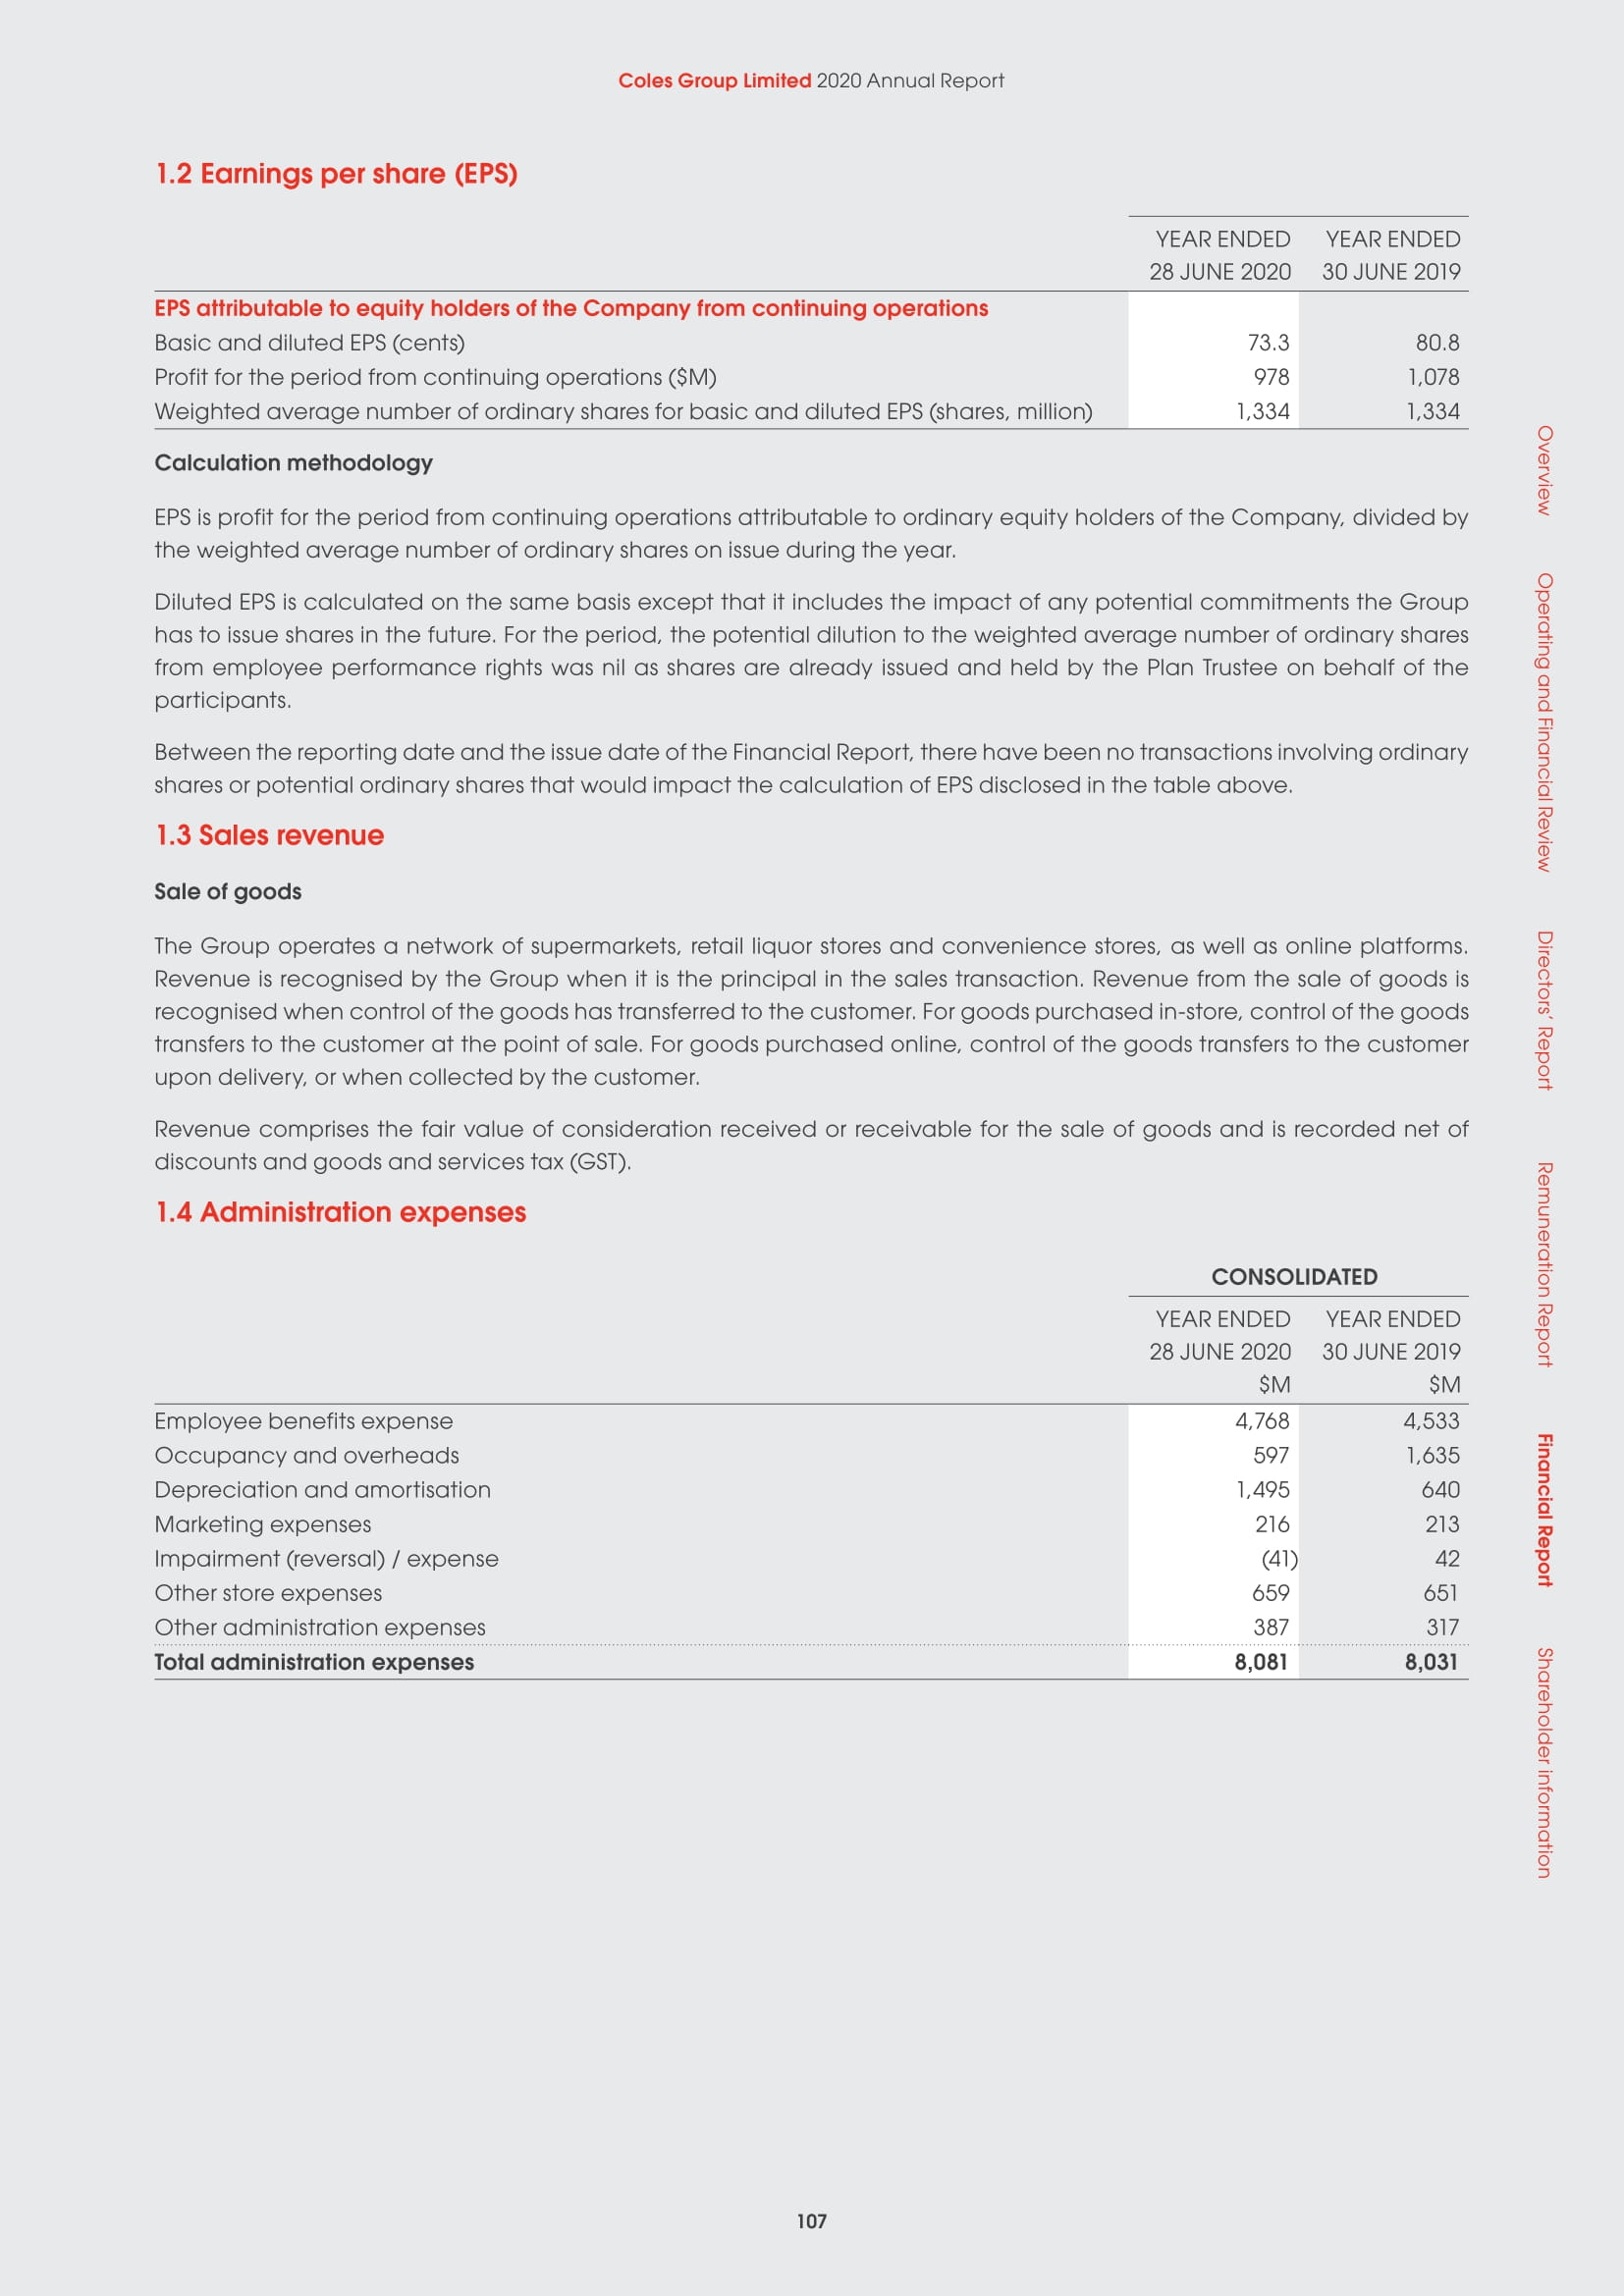 Coles Group Limited 2020 Annual Report
1.2 Earnings per share (EPS)
YEAR ENDED YEAR ENDED
28 JUNE 2020 30 JUNE 2019
EPS attributable to equity holders of the Company from continuing operations
Basic and diluted EPS (cents) 73.3 80.8
Profit for the period from continuing operations ($M) 978 1,078
Weighted average number of ordinary shares for basic and diluted EPS (shares, million) 1,334 1,334
Calculation methodology
EPS is profit for the period from continuing operations attributable to ordinary equity holders of the Company, divided by
the weighted average number of ordinary shares on issue during the year.
Diluted EPS is calculated on the same basis except that it includes the impact of any potential commitments the Group
has to issue shares in the future. For the period, the potential dilution to the weighted average number of ordinary shares
from employee performance rights was nil as shares are already issued and held by the Plan Trustee on behalf of the
participants.
Between the reporting date and the issue date of the Financial Report, there have been no transactions involving ordinary
shares or potential ordinary shares that would impact the calculation of EPS disclosed in the table above.
1.3 Sales revenue
Sale of goods
The Group operates a network of supermarkets, retail liquor stores and convenience stores, as well as online platforms.
Revenue is recognised by the Group when it is the principal in the sales transaction. Revenue from the sale of goods is
recognised when control of the goods has transferred to the customer. For goods purchased in-store, control of the goods
transfers to the customer at the point of sale. For goods purchased online, control of the goods transfers to the customer
upon delivery, or when collected by the customer.
Revenue comprises the fair value of consideration received or receivable for the sale of goods and is recorded net of
discounts and goods and services tax (GST).
1.4 Administration expenses
CONSOLIDATED
YEAR ENDED YEAR ENDED
28 JUNE 2020 30 JUNE 2019
$M $M
Employee benefits expense 4,768 4,533
Occupancy and overheads 597 1,635
Depreciation and amortisation 1,495 640
Marketing expenses 216 213
Impairment (reversal) / expense (41) 42
Other store expenses 659 651
Other administration expenses 387 317
Total administration expenses 8,081 8,031
Overview
Operating and Financial Review
Directors' Report
Remuneration Report
Financial Report
Shareholder information
107